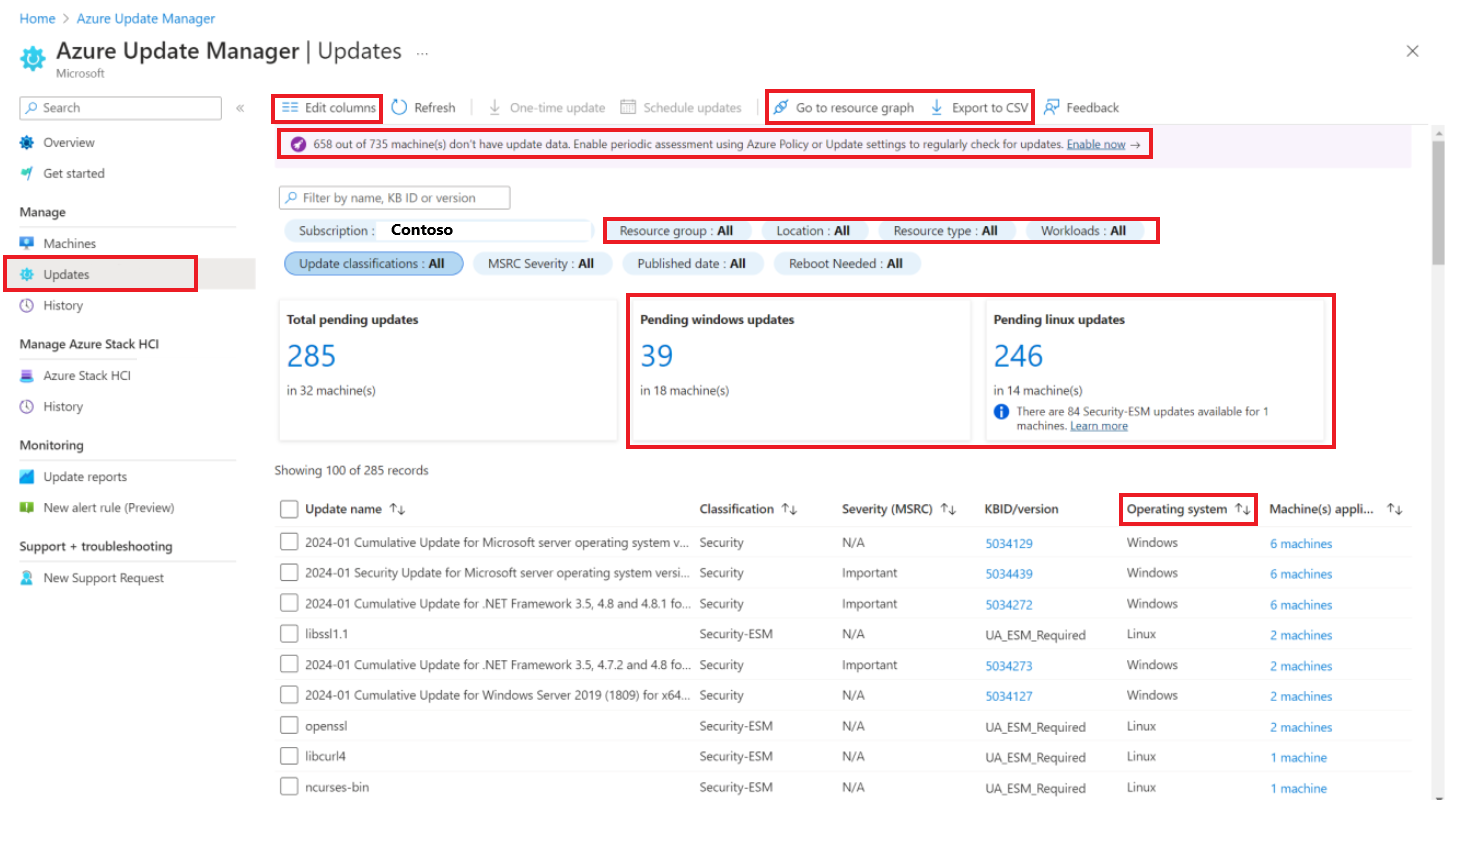 Home > Azure Update Manager
Azure Update Manager | Updates ...
Microsoft
Search «
Edit columns Refresh One-time update Schedule updates Go to resource graph Export to CSV Feedback
658 out of 735 machine(s) don't have update data. Enable periodic assessment using Azure Policy or Update settings to regularly check for updates. Enable now →
Overview
Get started
Manage
Machines
Updates
History
Manage Azure Stack HCI
Azure Stack HCI
History
Monitoring
Update reports
New alert rule (Preview)
Support + troubleshooting
New Support Request
Filter by name, KB ID or version
Subscription : Contoso Resource group : All Location : All Resource type : All Workloads : All
Update classifications : All MSRC Severity : All Published date : All Reboot Needed : All
Total pending updates
285
in 32 machine(s)
Pending windows updates
39
in 18 machine(s)
Pending linux updates
246
in 14 machine(s)
There are 84 Security-ESM updates available for 1
machines. Learn more
Showing 100 of 285 records
Update name ↑↓ Classification ↑↓ Severity (MSRC) ↑↓ KBID/version Operating system ↑↓ Machine(s) appli... ↑↓
2024-01 Cumulative Update for Microsoft server operating system v... Security N/A 5034129 Windows 6 machines
2024-01 Security Update for Microsoft server operating system versi... Security Important 5034439 Windows 6 machines
2024-01 Cumulative Update for .NET Framework 3.5, 4.8 and 4.8.1 fo... Security Important 5034272 Windows 6 machines
libssl1.1 Security-ESM N/A UA_ESM_Required Linux 2 machines
2024-01 Cumulative Update for .NET Framework 3.5, 4.7.2 and 4.8 fo... Security Important 5034273 Windows 2 machines
2024-01 Cumulative Update for Windows Server 2019 (1809) for x64... Security N/A 5034127 Windows 2 machines
openssl Security-ESM N/A UA_ESM_Required Linux 2 machines
libcurl4 Security-ESM N/A UA_ESM_Required Linux 1 machine
ncurses-bin Security-ESM N/A UA_ESM_Required Linux 1 machine